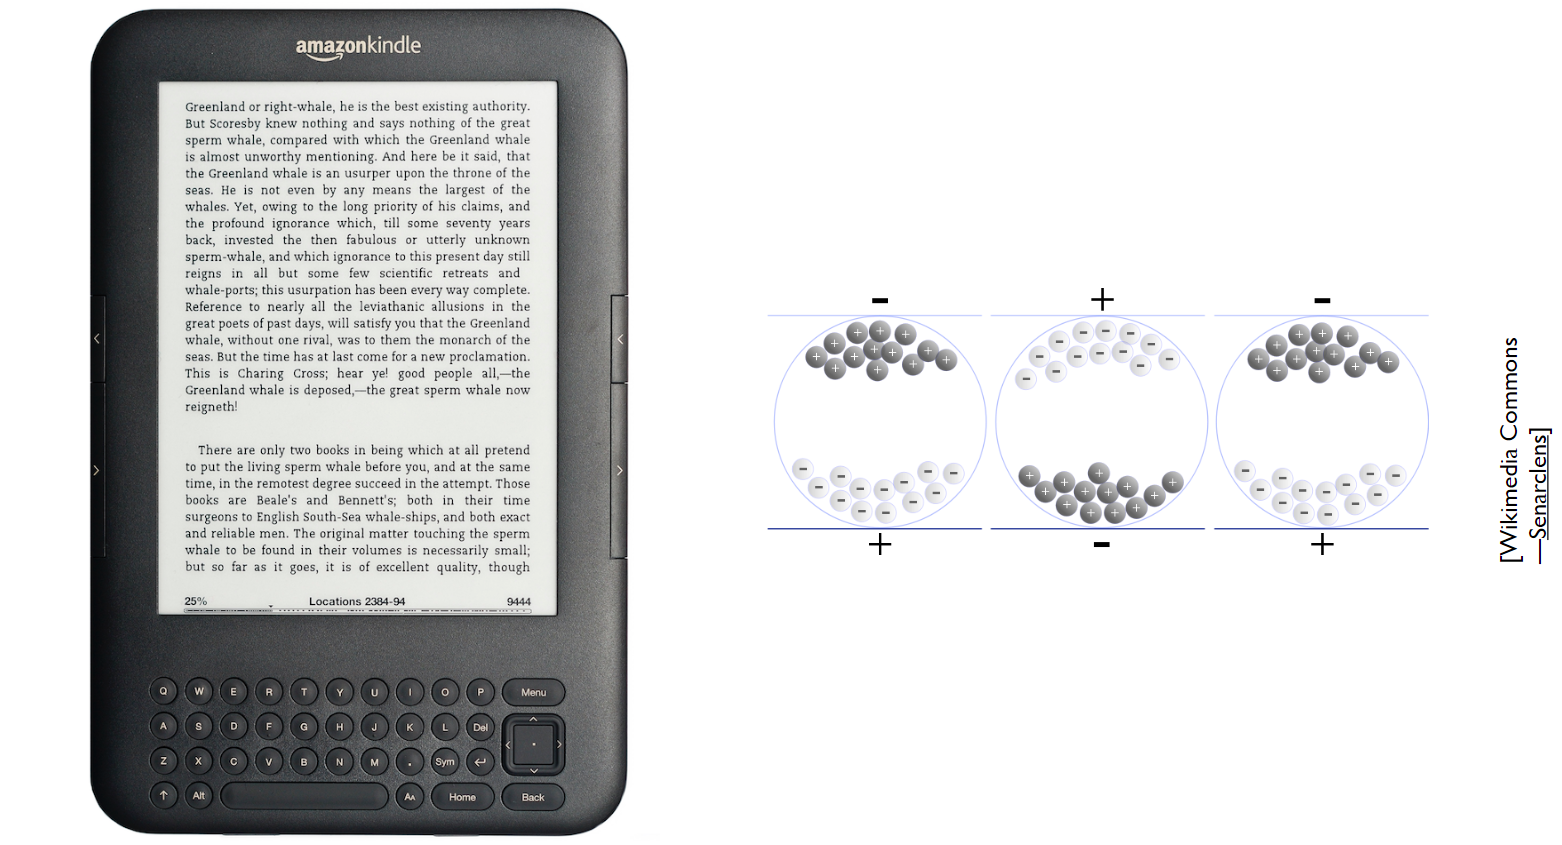 amazonkindle
Greenland or right-whale, he is the best existing authority.
But Scoresby knew nothing and says nothing of the great
sperm whale, compared with which the Greenland whale
is almost unworthy mentioning. And here be it said, that
the Greenland whale is an usurper upon the throne of the
seas. He is not even by any means the largest of the
whales. Yet, owing to the long priority of his claims, and
the profound ignorance which, till some seventy years
back, invested the then fabulous or utterly unknown
sperm-whale, and which ignorance to this present day still
reigns in all but some few scientific retreats and
whale-ports; this usurpation has been every way complete.
Reference to nearly all the leviathanic allusions in the
great poets of past days, will satisfy you that the Greenland
whale, without one rival, was to them the monarch of the
seas. But the time has at last come for a new proclamation.
This is Charing Cross; hear ye! good people all,—the
Greenland whale is deposed,—the great sperm whale now
reigneth!
There are only two books in being which at all pretend
to put the living sperm whale before you, and at the same
time, in the remotest degree succeed in the attempt. Those
books are Beale's and Bennett's; both in their time
surgeons to English South-Sea whale-ships, and both exact
and reliable men. The original matter touching the sperm
whale to be found in their volumes is necessarily small;
but so far as it goes, it is of excellent quality, though
25% Locations 2384-94 9444
Q W E R T Y U I O P Menu
A S D F G H J K L Del
Z X C V B N M . Sym
Alt AA Home Back
- + -
+ - +
[Wikimedia Commons
—Senarclens]